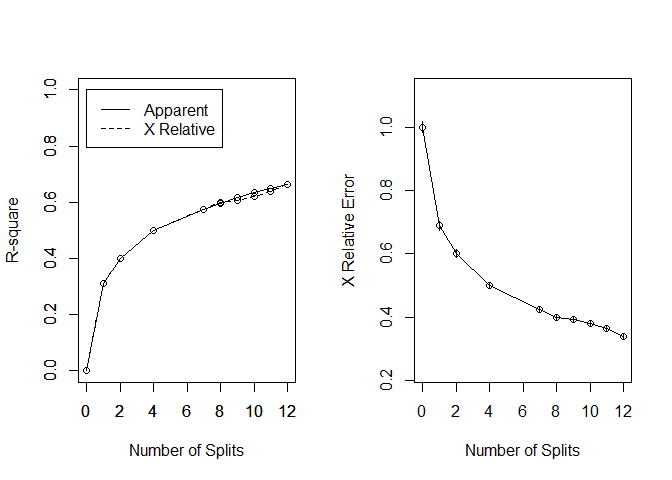 R-square
1.0
0.8
0.6
0.4
0.2
0.0
Apparent
X Relative
0 2 4 6 8 10 12
Number of Splits
X Relative Error
1.0
0.8
0.6
0.4
0.2
0 2 4 6 8 10 12
Number of Splits